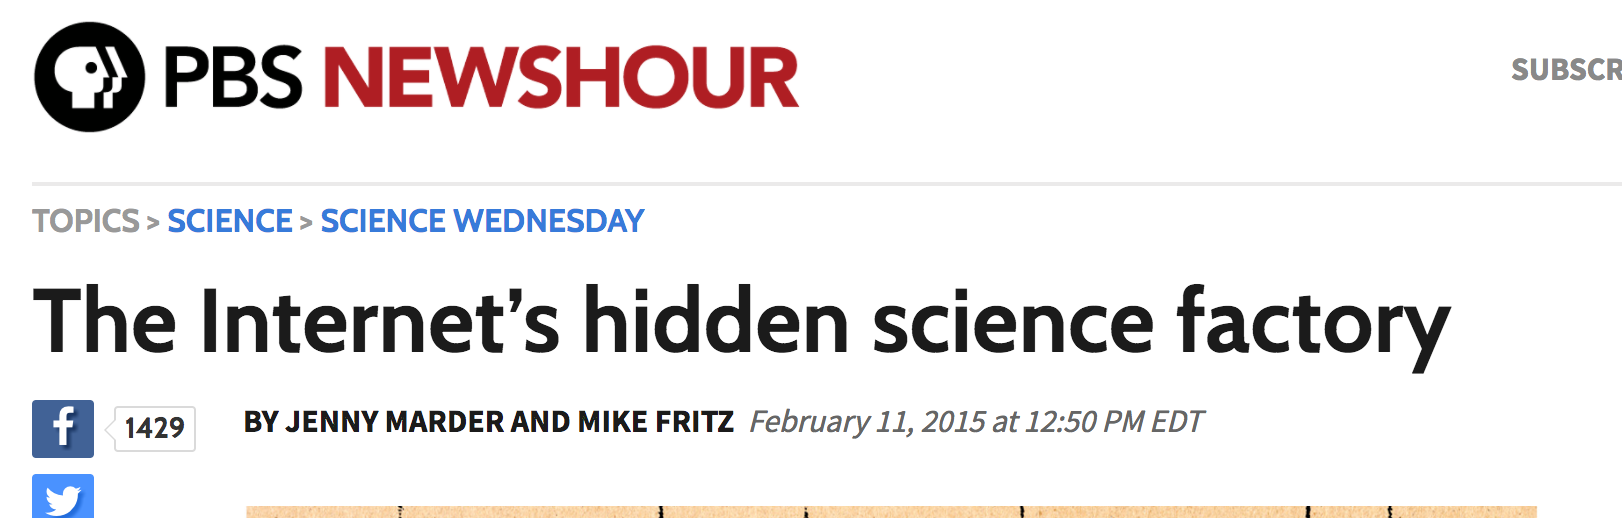 PBS NEWSHOUR
SUBSCR
TOPICS > SCIENCE > SCIENCE WEDNESDAY
The Internet’s hidden science factory
1429
BY JENNY MARDER AND MIKE FRITZ February 11, 2015 at 12:50 PM EDT